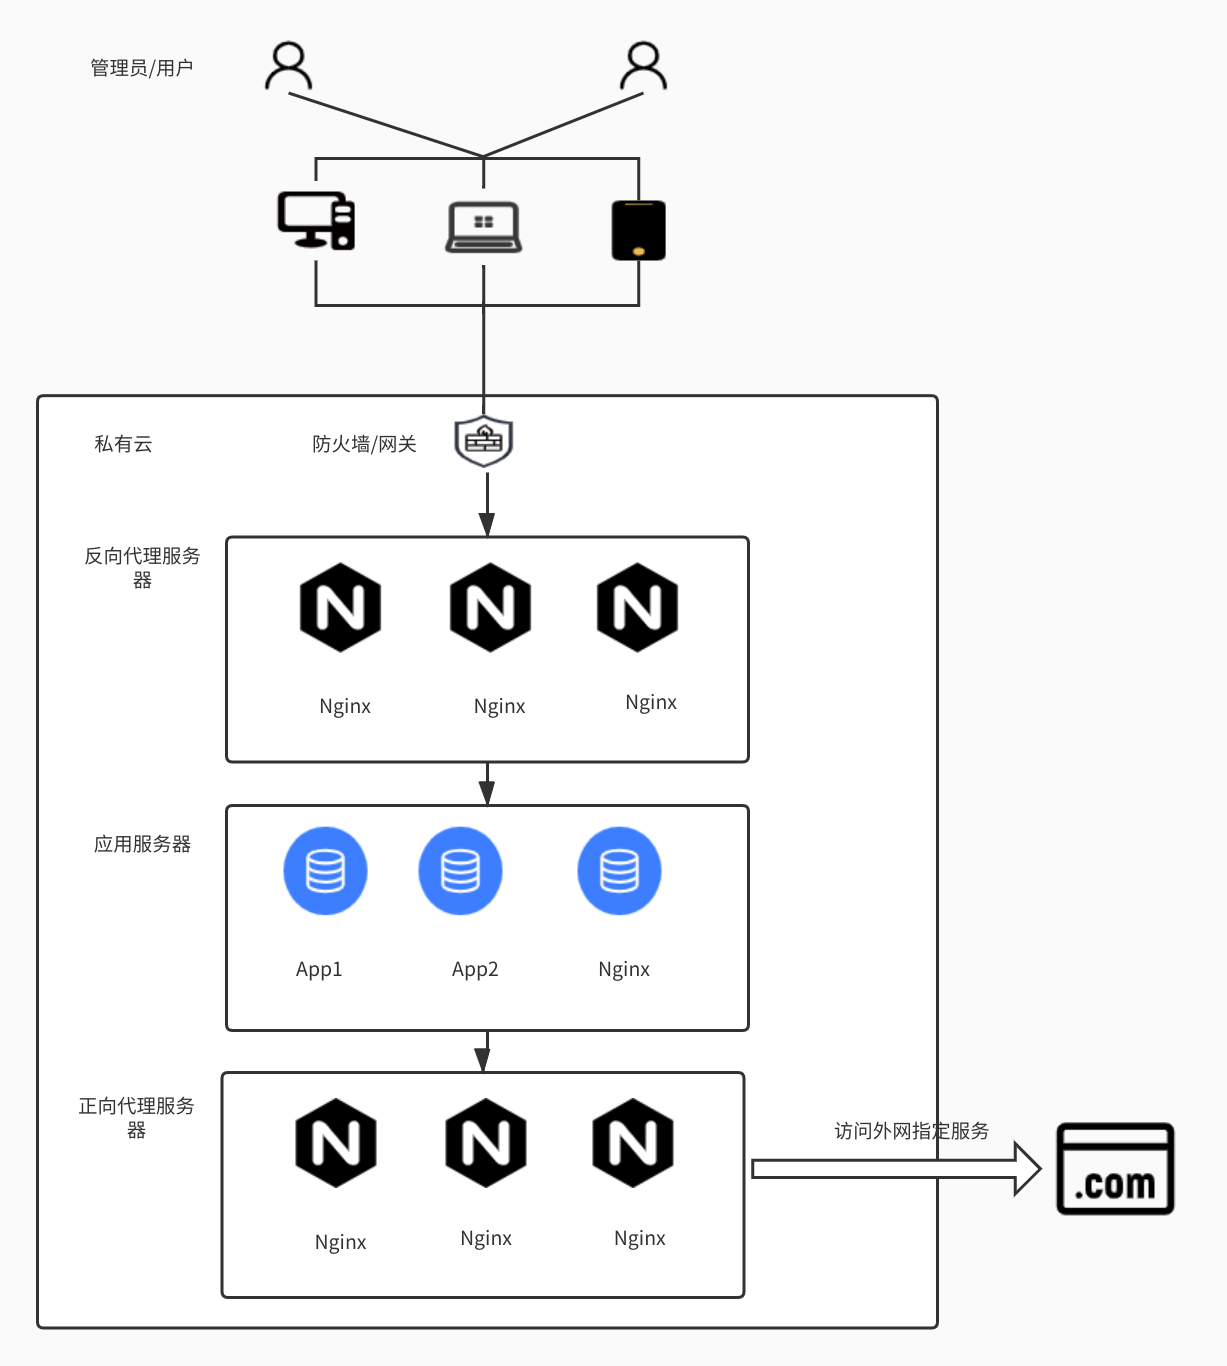 管理员/用户
私有云
防火墙/网关
反向代理服务
器
N
N
N
Nginx
Nginx
Nginx
应用服务器
App1
App2
Nginx
正向代理服务
器
N
N
N
Nginx
Nginx
Nginx
访问外网指定服务
.com